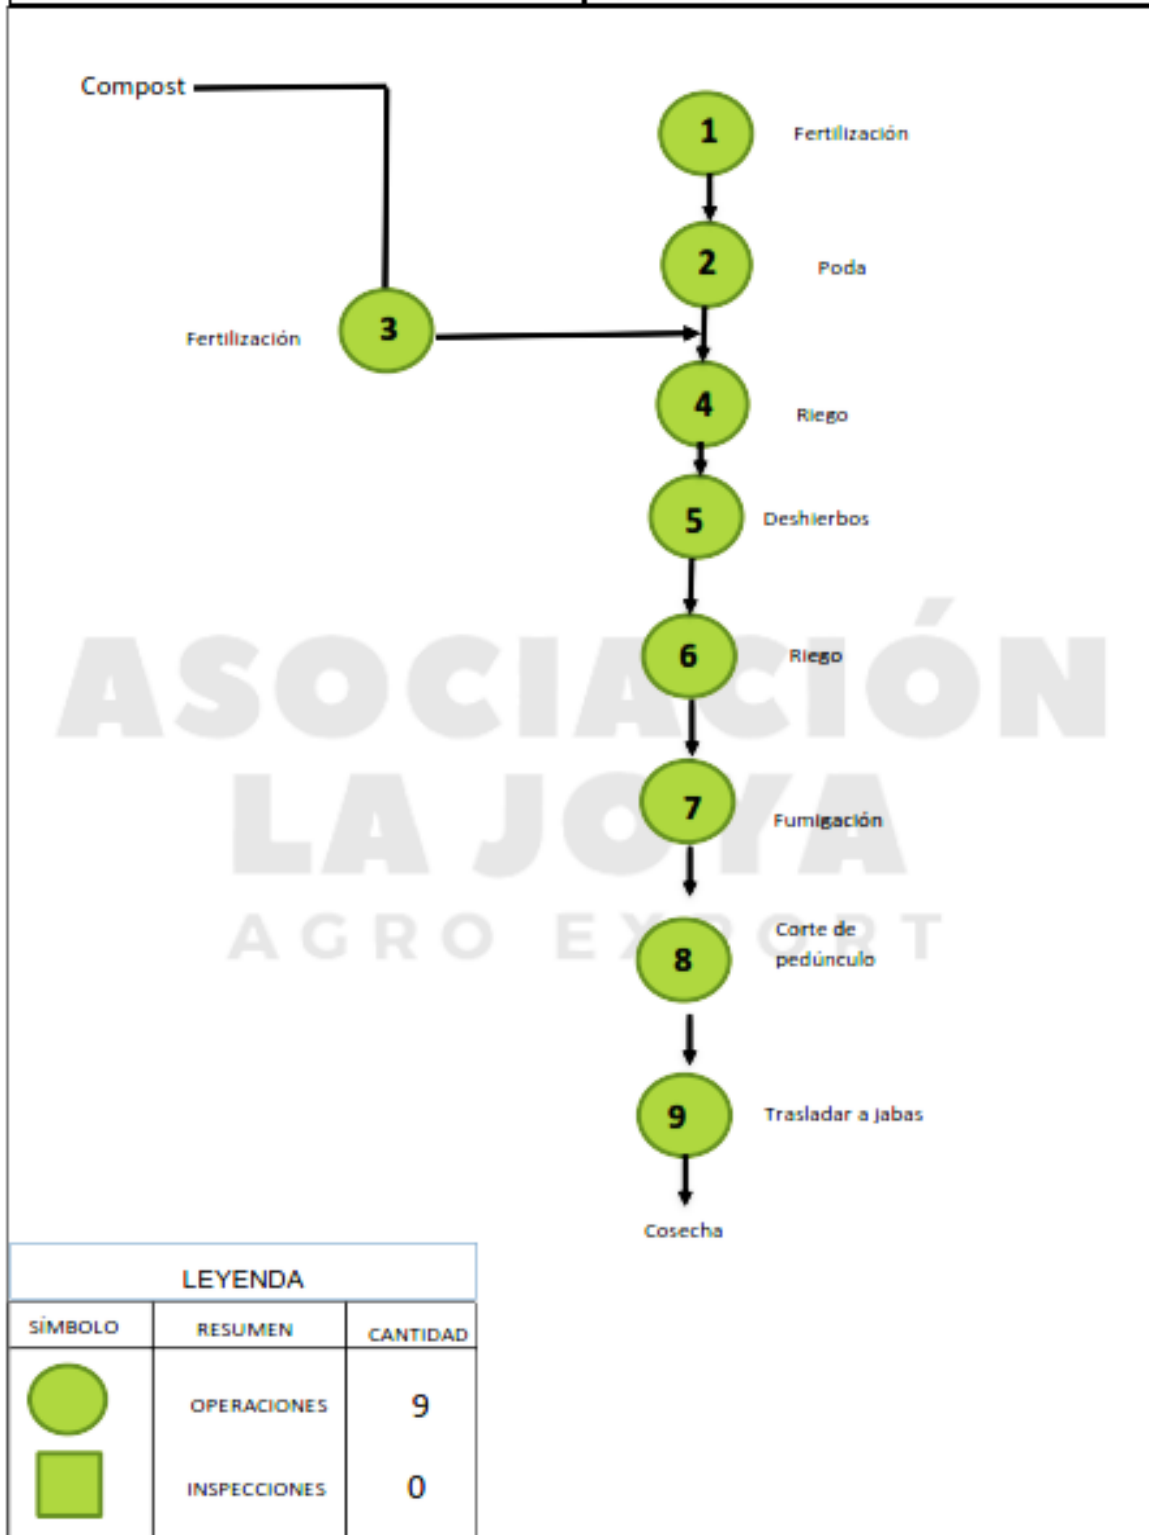 Compost
1
Fertilización
2
Poda
Fertilización
3
4
Riego
5
Deshierbos
6
Riego
ASOCIACIÓN
LA JOYA
AGRO EXPORT
7
Fumigación
8
Corte de
pedúnculo
9
Trasladar a jabas
Cosecha
LEYENDA
SÍMBOLO RESUMEN CANTIDAD
OPERACIONES 9
INSPECCIONES 0